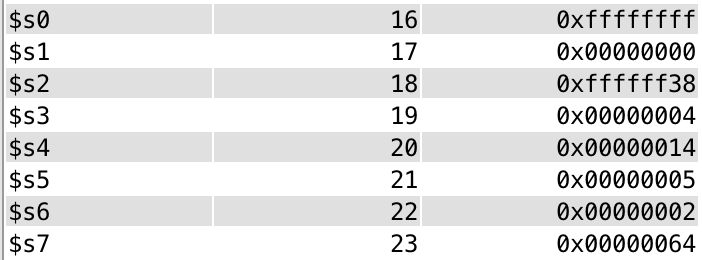 $s0 16 0xffffffff
$s1 17 0x00000000
$s2 18 0xffffff38
$s3 19 0x00000004
$s4 20 0x00000014
$s5 21 0x00000005
$s6 22 0x00000002
$s7 23 0x00000064